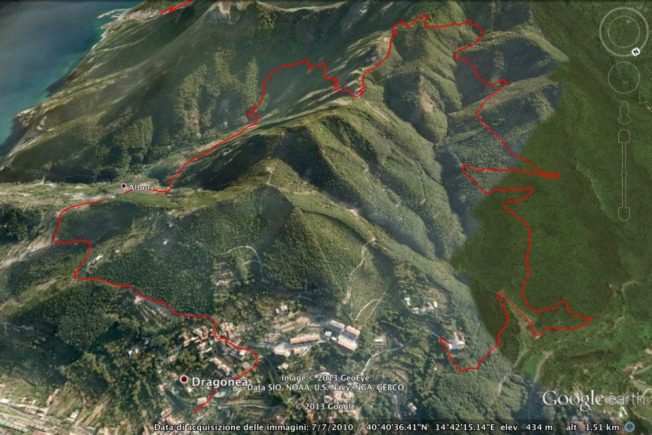 Albori
Dragonea
Image © 2013 GeoEye
Data SIO, NOAA, U.S. Navy, NGA, GEBCO
© 2013 Google
Google earth
Data di acquisizione delle immagini: 7/7/2010 40°40'36.41"N 14°42'15.14"E elev 434 m alt 1.51 km